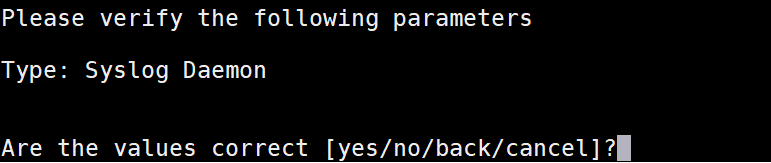 Please verify the following parameters
Type: Syslog Daemon
Are the values correct [yes/no/back/cancel]?